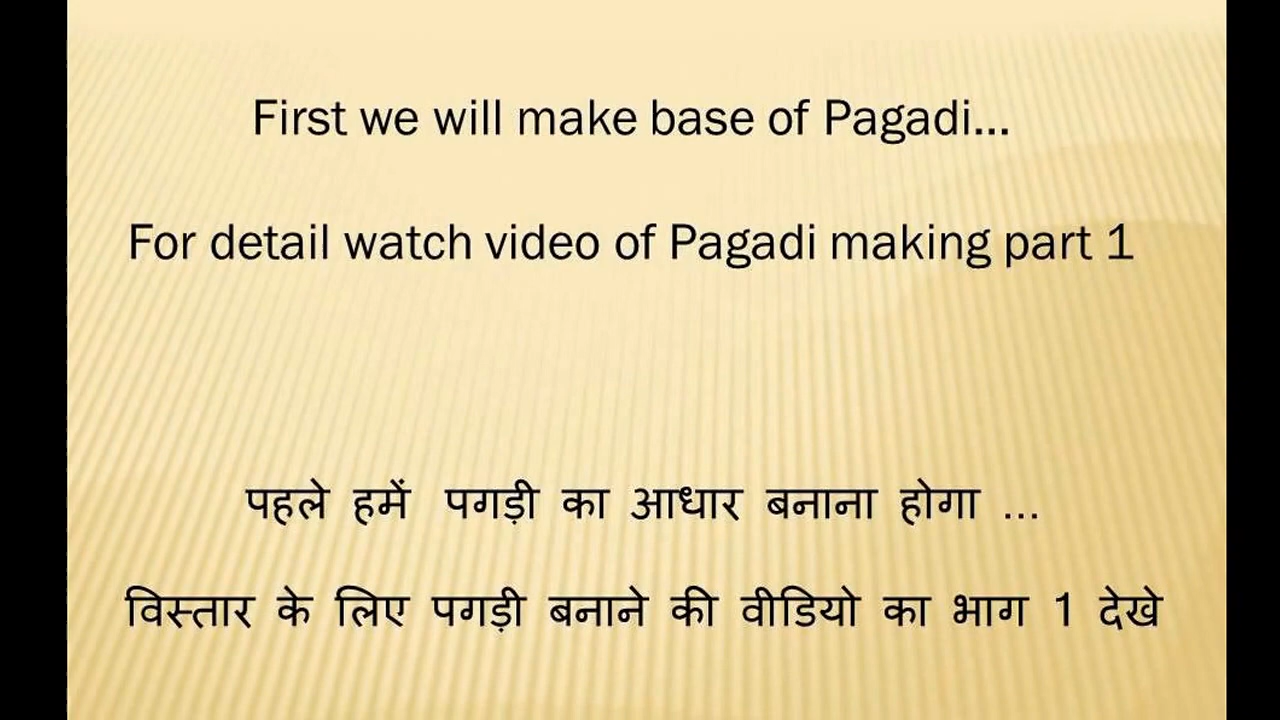 First we will make base of Pagadi...
For detail watch video of Pagadi making part 1
पहले हमें पगड़ी का आधार बनाना होगा ...
विस्तार के लिए पगड़ी बनाने की वीडियो का भाग 1 देखे